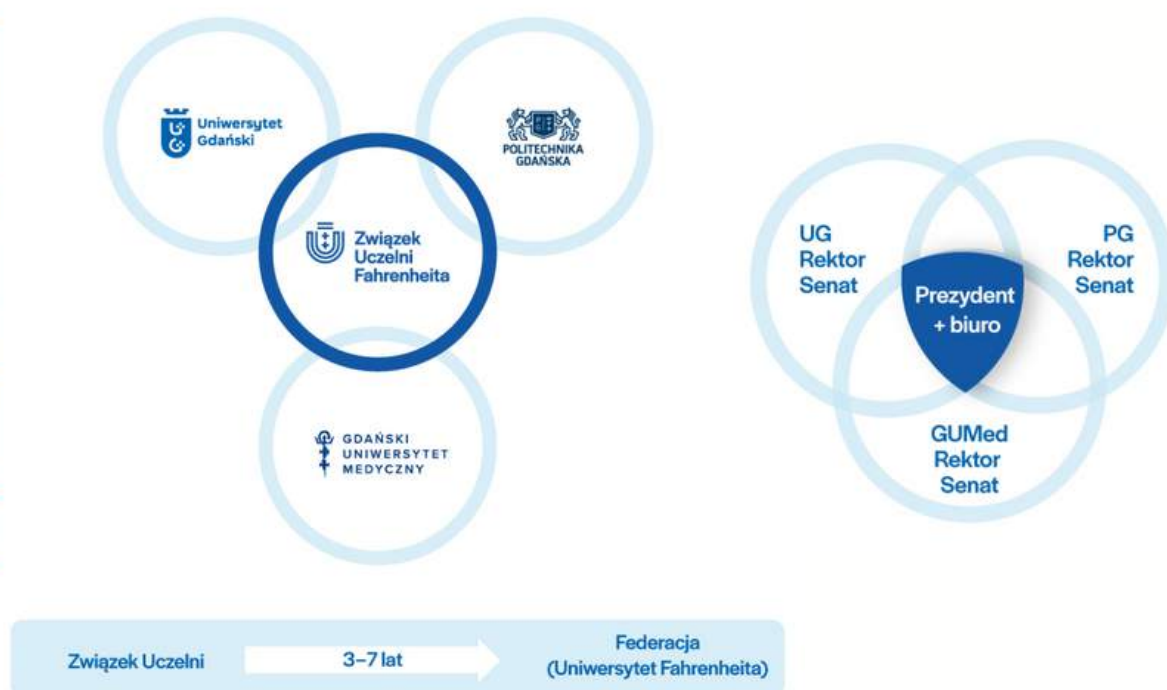 Uniwersytet
Gdański
POLITECHNIKA
GDAŃSKA
Związek
Uczelni
Fahrenheita
GDAŃSKI
UNIWERSYTET
MEDYCZNY
UG
Rektor
Senat
PG
Rektor
Senat
Prezydent
+ biuro
GUMed
Rektor
Senat
Związek Uczelni
3–7 lat
Federacja
(Uniwersytet Fahrenheita)